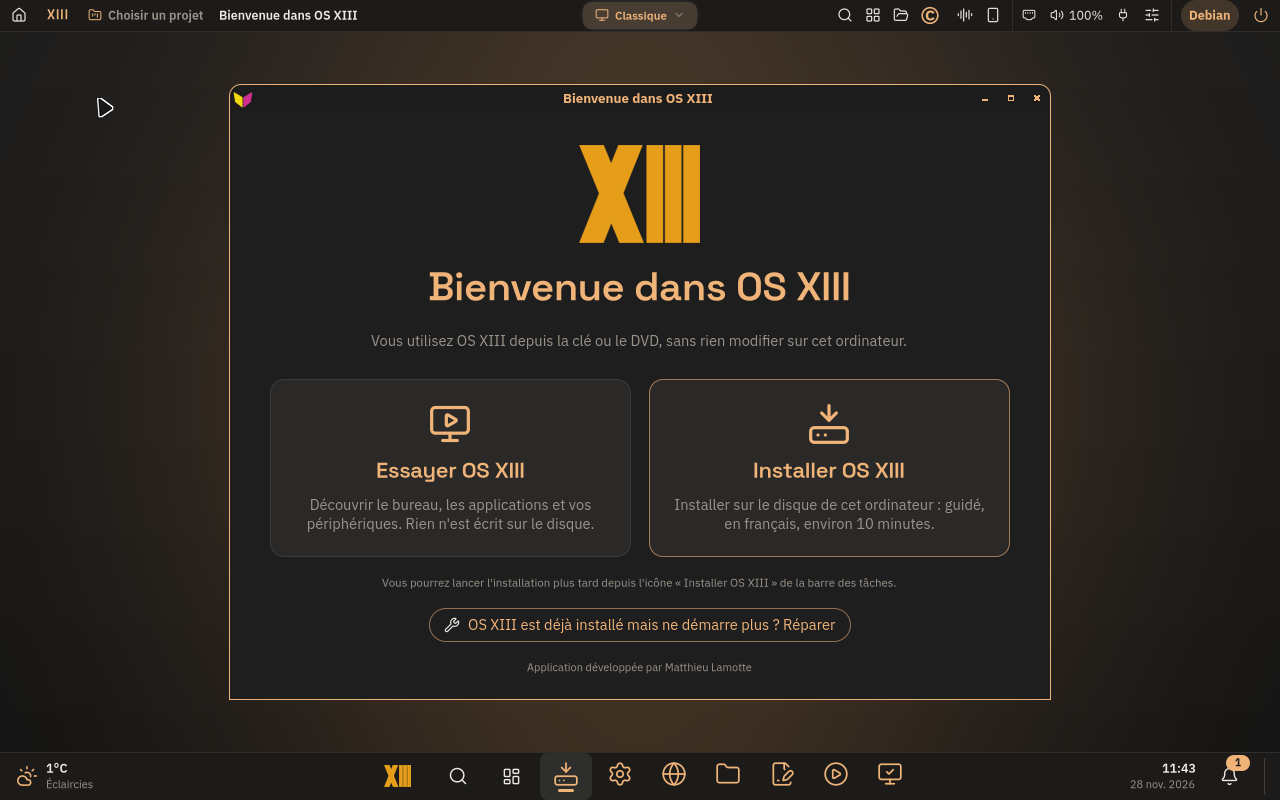 XIII
Choisir un projet
Bienvenue dans OS XIII
Classique
100%
Debian
Bienvenue dans OS XIII
XIII
Bienvenue dans OS XIII
Vous utilisez OS XIII depuis la clé ou le DVD, sans rien modifier sur cet ordinateur.
Essayer OS XIII
Découvrir le bureau, les applications et vos
périphériques. Rien n'est écrit sur le disque.
Installer OS XIII
Installer sur le disque de cet ordinateur : guidé,
en français, environ 10 minutes.
Vous pourrez lancer l'installation plus tard depuis l'icône « Installer OS XIII » de la barre des tâches.
OS XIII est déjà installé mais ne démarre plus ? Réparer
Application développée par Matthieu Lamotte
1°C
Éclaircies
XIII
11:43
28 nov. 2026
1